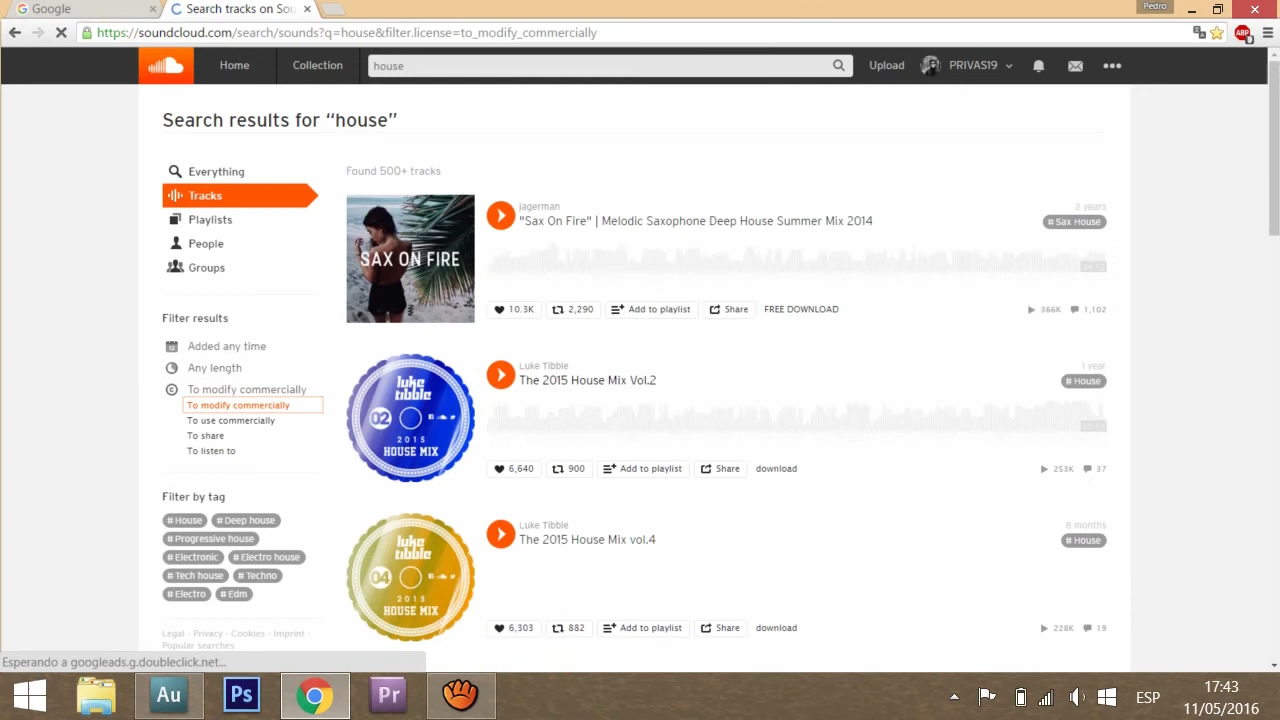 Google
Search tracks on Sou
Pedro
https://soundcloud.com/search/sounds?q=house&filter.license=to_modify_commercially
ABP
Home
Collection
house
Upload
PRIVAS19
Search results for “house”
Everything
Tracks
Playlists
People
Groups
Filter results
Added any time
Any length
To modify commercially
To modify commercially
To use commercially
To share
To listen to
Filter by tag
# House
# Deep house
# Progressive house
# Electronic
# Electro house
# Tech house
# Techno
# Electro
# Edm
Legal - Privacy - Cookies - Imprint -
Popular searches
Found 500+ tracks
SAX ON FIRE
jagerman
2 years
"Sax On Fire" | Melodic Saxophone Deep House Summer Mix 2014
# Sax House
10.3K
2,290
Add to playlist
Share
FREE DOWNLOAD
366K
1,102
luke
tibble
02
2015
HOUSE MIX
Luke Tibble
1 year
The 2015 House Mix Vol.2
# House
6,640
900
Add to playlist
Share
download
253K
37
luke
tibble
04
2015
HOUSE MIX
Luke Tibble
8 months
The 2015 House Mix vol.4
# House
6,303
882
Add to playlist
Share
download
228K
19
Esperando a googleads.g.doubleclick.net...
Au
Ps
Pr
ESP
17:43
11/05/2016